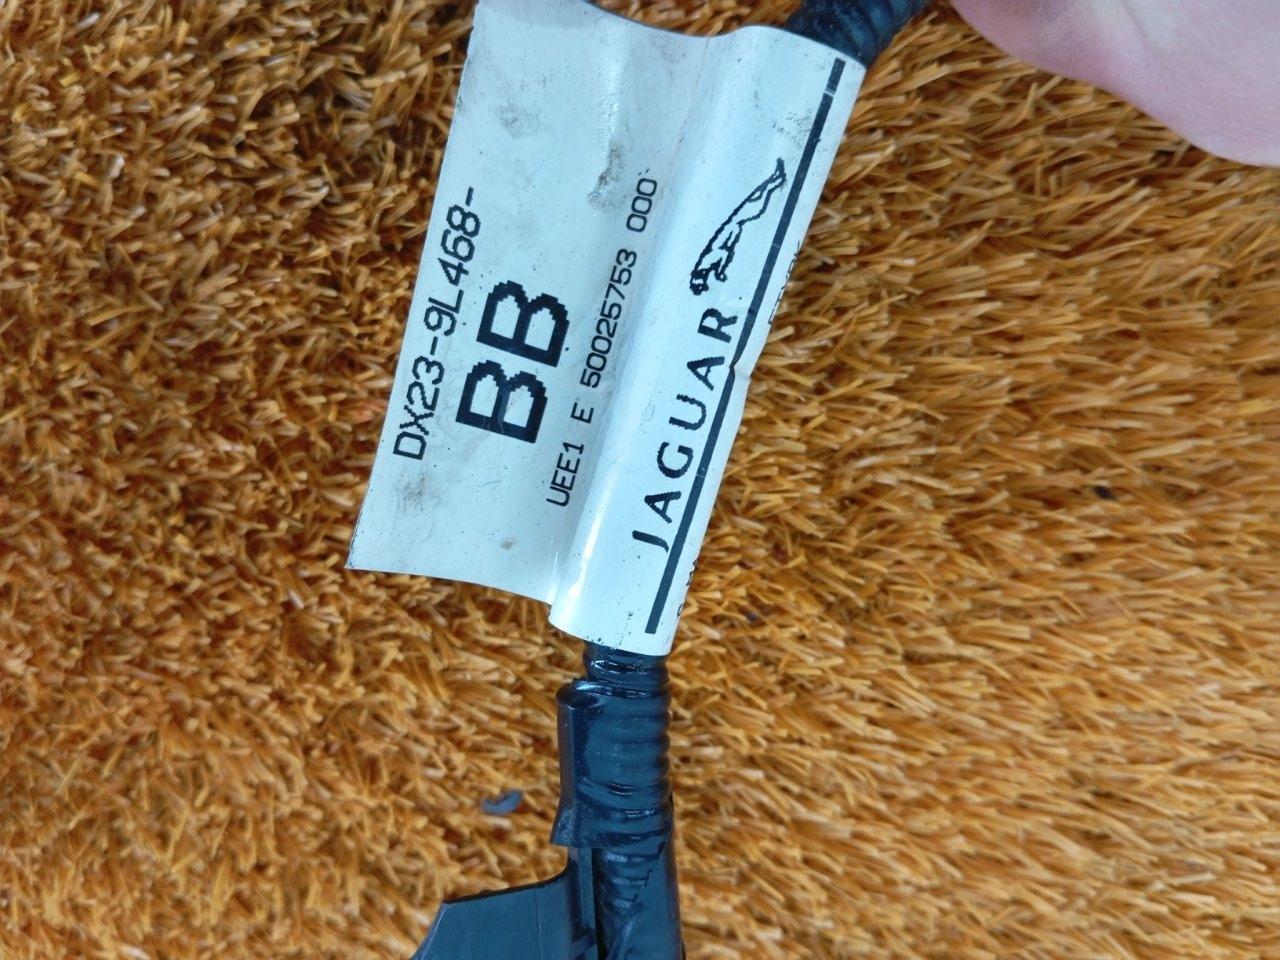 DX23-9L468-
BB
UEE1 E 50025753 000
JAGUAR